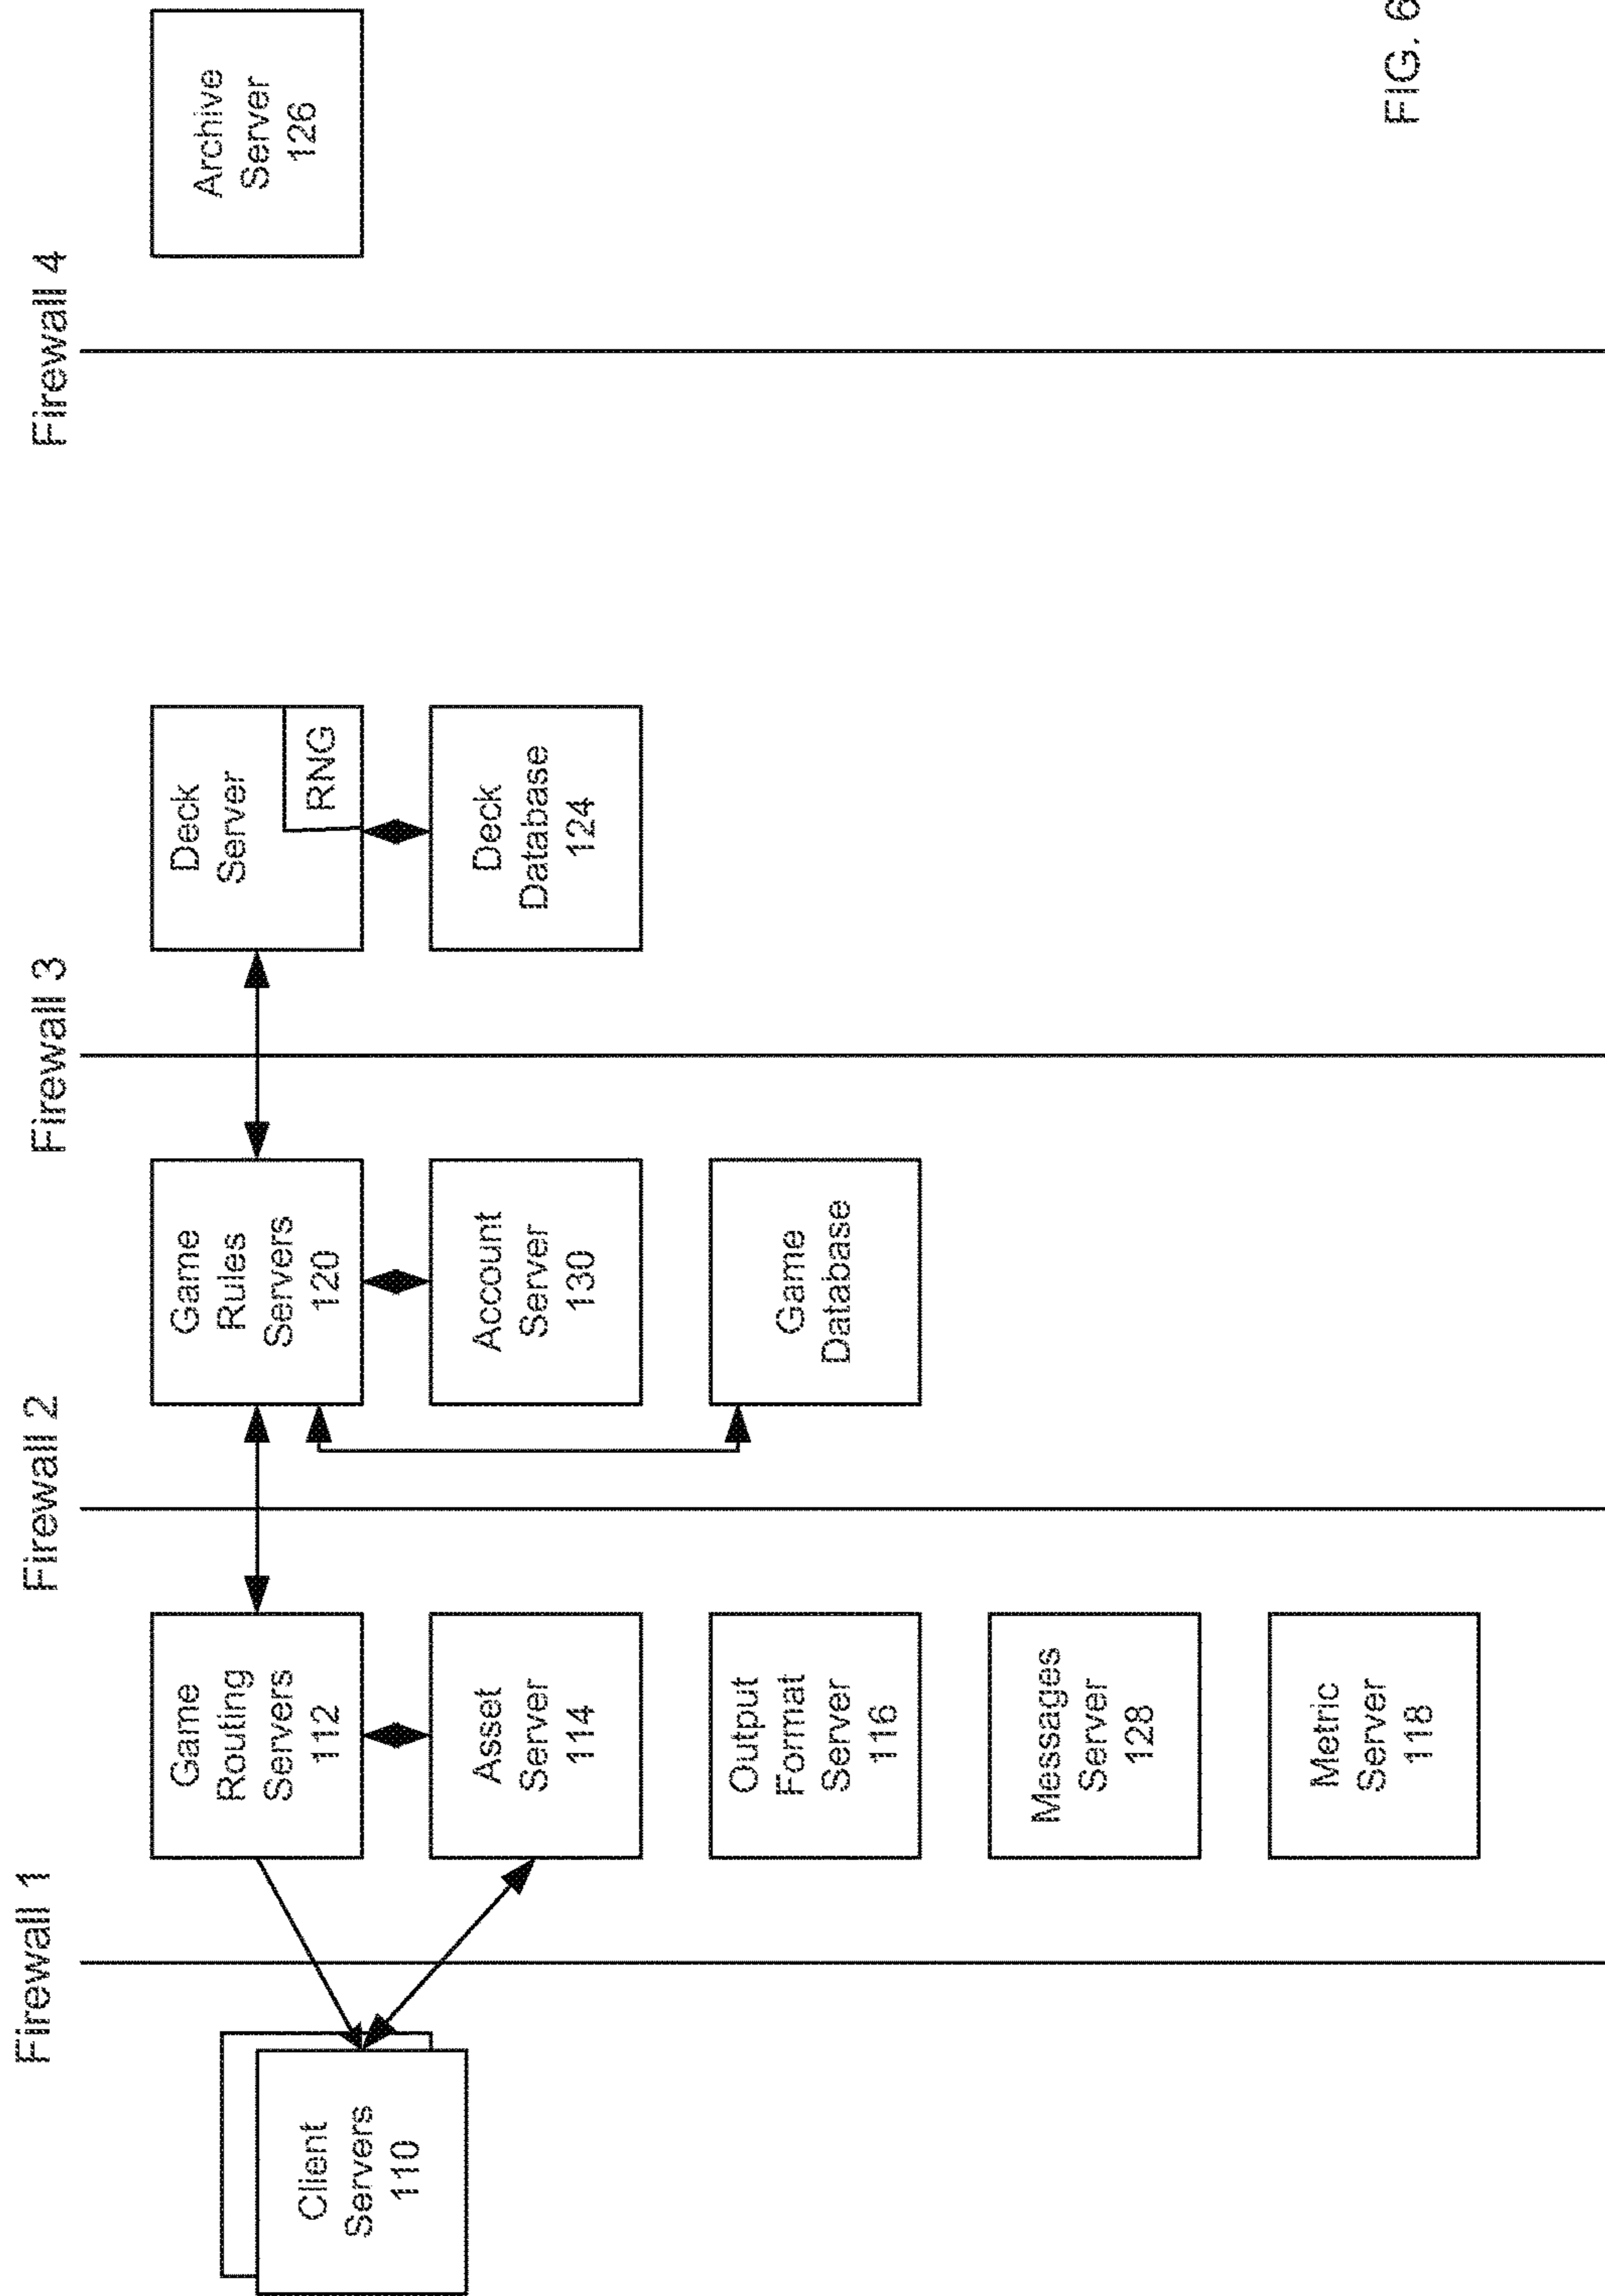 Firewall 1
Firewall 2
Firewall 3
Firewall 4
Client
Servers
110
Game
Routing
Servers
112
Asset
Server
114
Output
Format
Server
116
Messages
Server
128
Metric
Server
118
Game
Rules
Servers
120
Account
Server
130
Game
Database
Deck
Server
RNG
Deck
Database
124
Archive
Server
126
FIG. 6